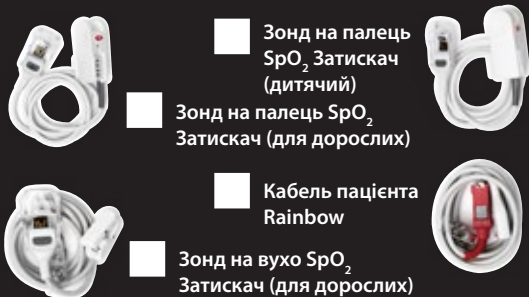 Зонд на палець
SpO₂ Затискач
(дитячий)
Зонд на палець SpO₂
Затискач (для дорослих)
Кабель пацієнта
Rainbow
Зонд на вухо SpO₂
Затискач (для дорослих)